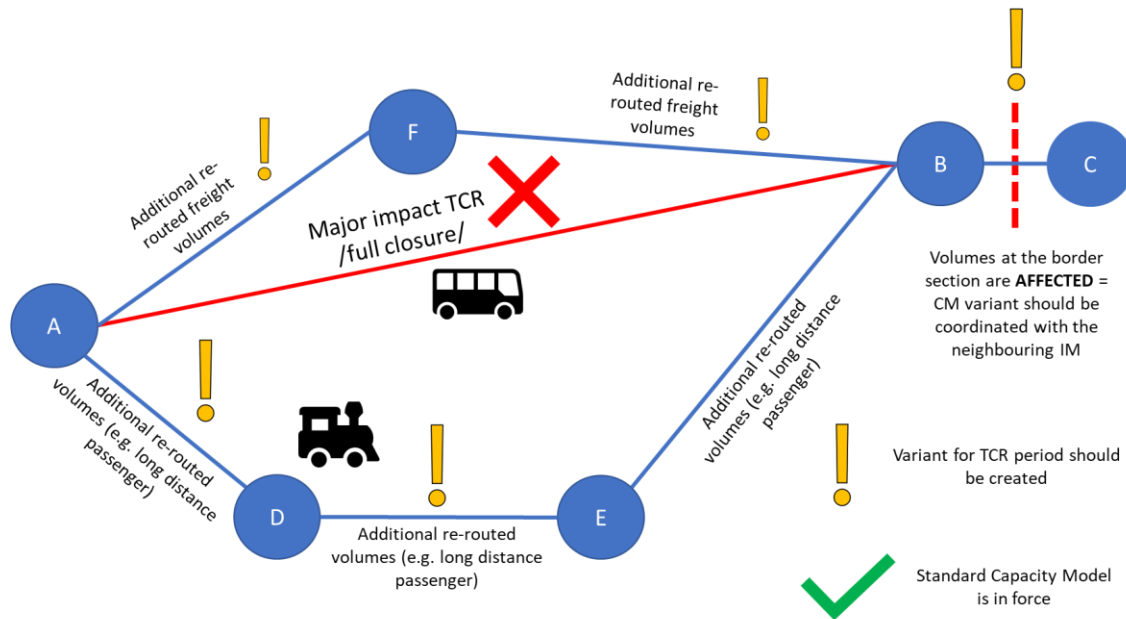 Additional re-
routed freight
volumes
F
Additional re-
routed freight
volumes
B
C
Major impact TCR
/full closure/
Volumes at the border
section are AFFECTED =
CM variant should be
coordinated with the
neighbouring IM
A
Additional re-routed
volumes (e.g. long distance
passenger)
Additional re-routed
volumes (e.g. long distance
passenger)
D
E
Additional re-routed
volumes (e.g. long distance
passenger)
Variant for TCR period should
be created
Standard Capacity Model
is in force